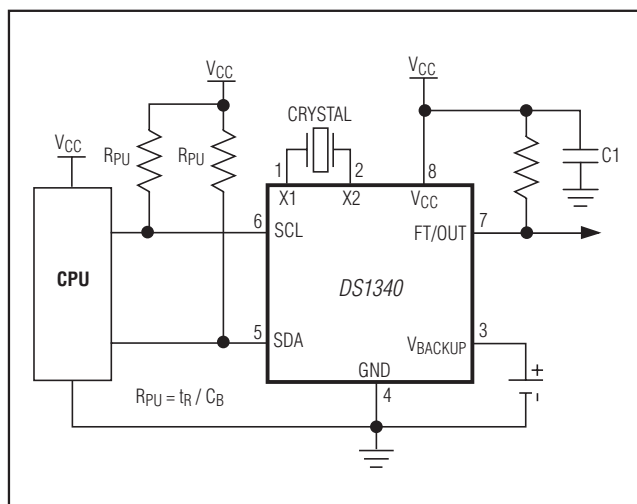 VCC
VCC
CRYSTAL
VCC
RPU
RPU
C1
1
2
8
X1
X2
VCC
6
SCL
7
FT/OUT
CPU
DS1340
5
SDA
3
VBACKUP
+
-
GND
4
RPU = tR / CB